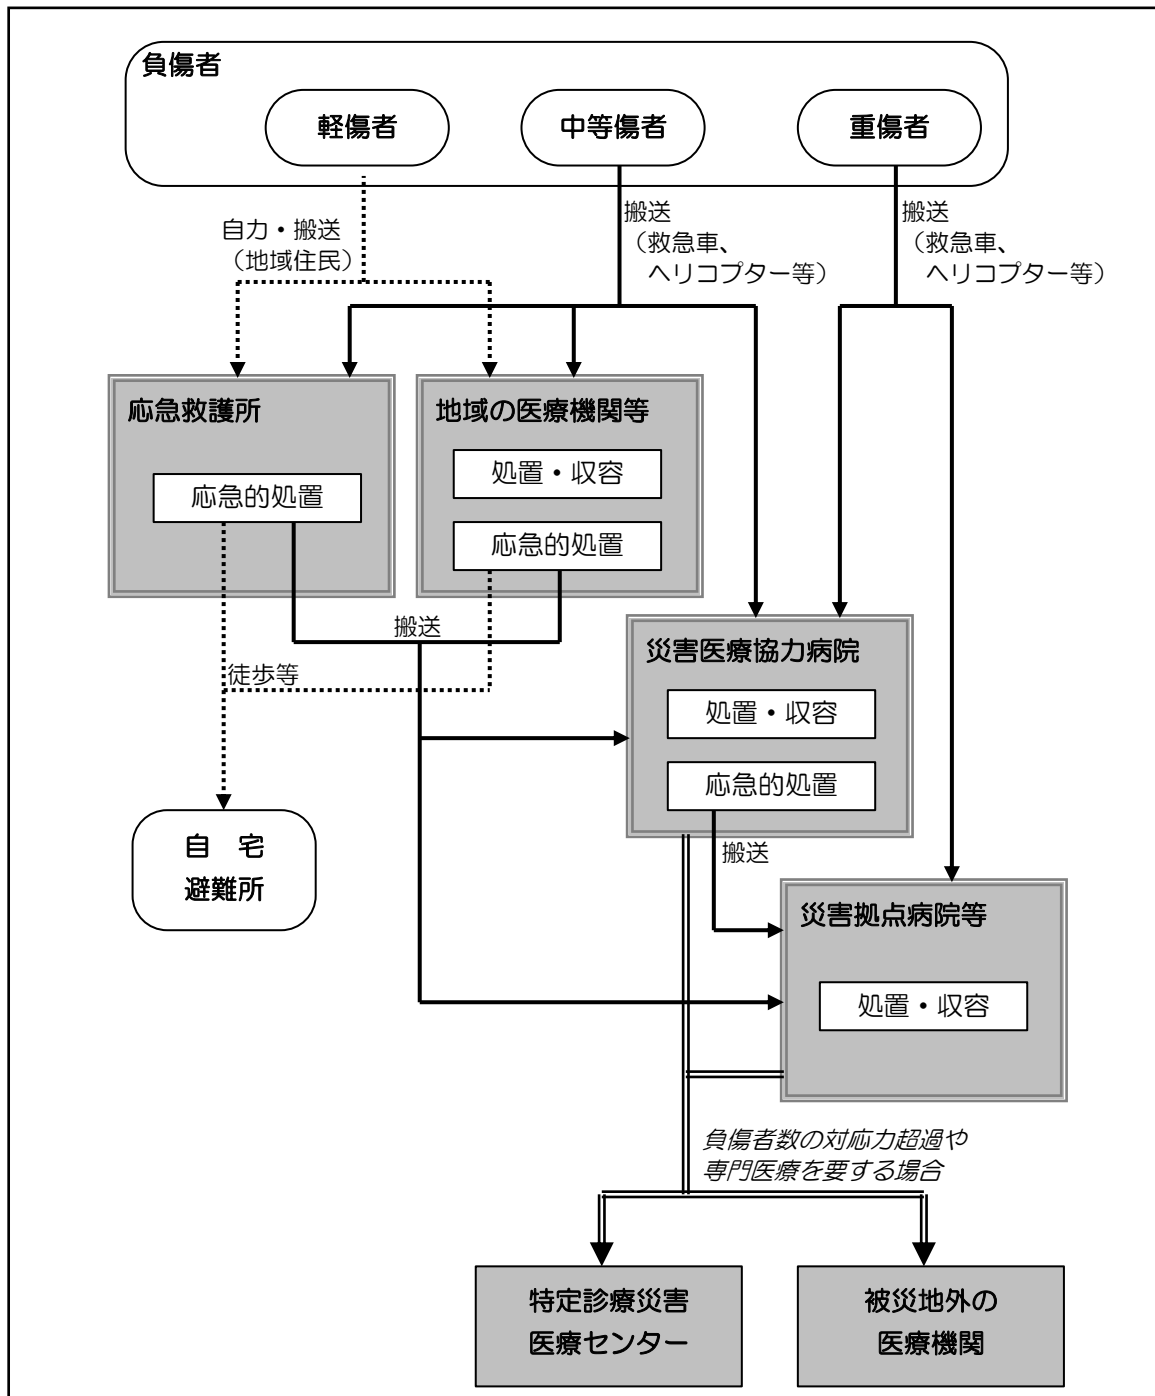 負傷者
軽傷者
中等傷者
重傷者
自力・搬送
（地域住民）
搬送
（救急車、
ヘリコプター等）
搬送
（救急車、
ヘリコプター等）
応急救護所
応急的処置
地域の医療機関等
処置・収容
応急的処置
搬送
徒歩等
自　宅
避難所
災害医療協力病院
処置・収容
応急的処置
搬送
災害拠点病院等
処置・収容
負傷者数の対応力超過や
専門医療を要する場合
特定診療災害
医療センター
被災地外の
医療機関